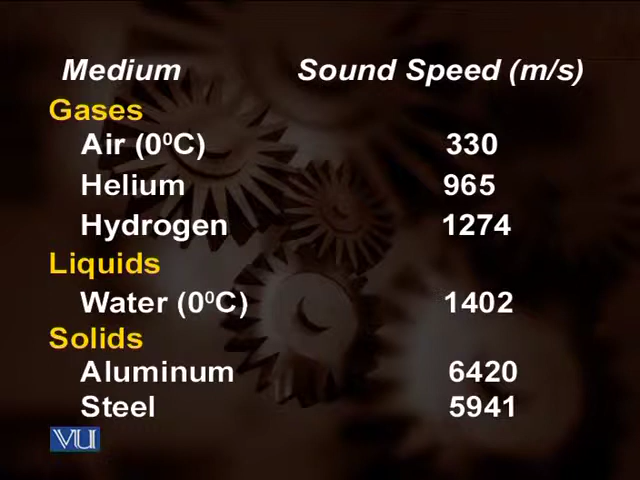 Medium Sound Speed (m/s)
Gases
Air (0⁰C) 330
Helium 965
Hydrogen 1274
Liquids
Water (0⁰C) 1402
Solids
Aluminum 6420
Steel 5941
VU